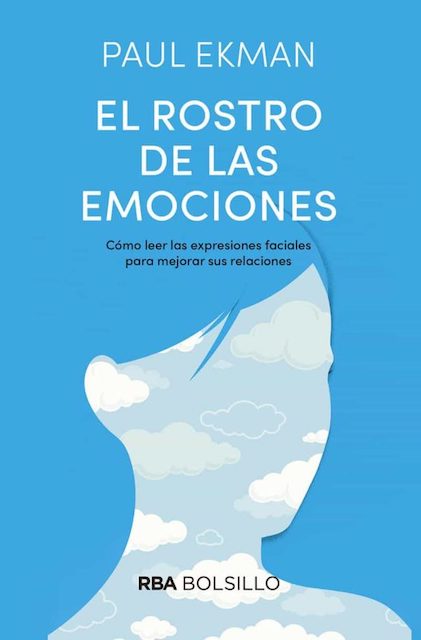 PAUL EKMAN
EL ROSTRO
DE LAS
EMOCIONES
Cómo leer las expresiones faciales
para mejorar sus relaciones
RBA BOLSILLO